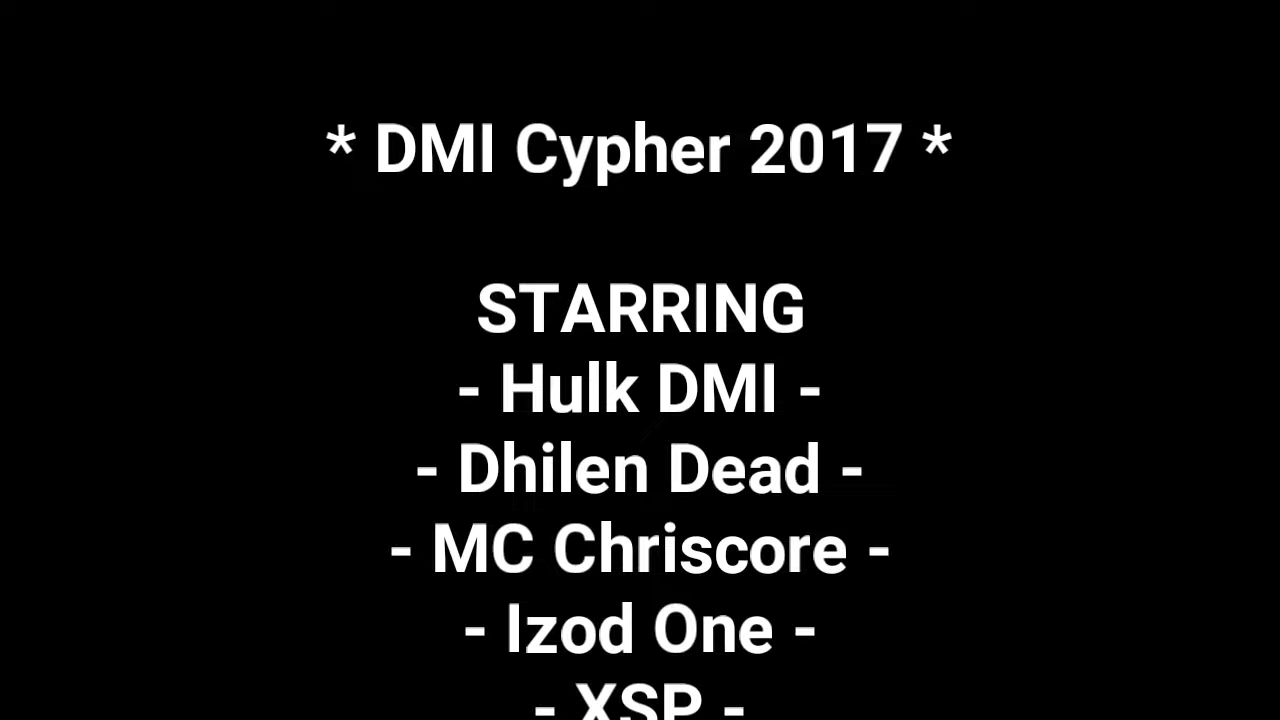 * DMI Cypher 2017 *
STARRING
- Hulk DMI -
- Dhilen Dead -
- MC Chriscore -
- Izod One -
- XSP -